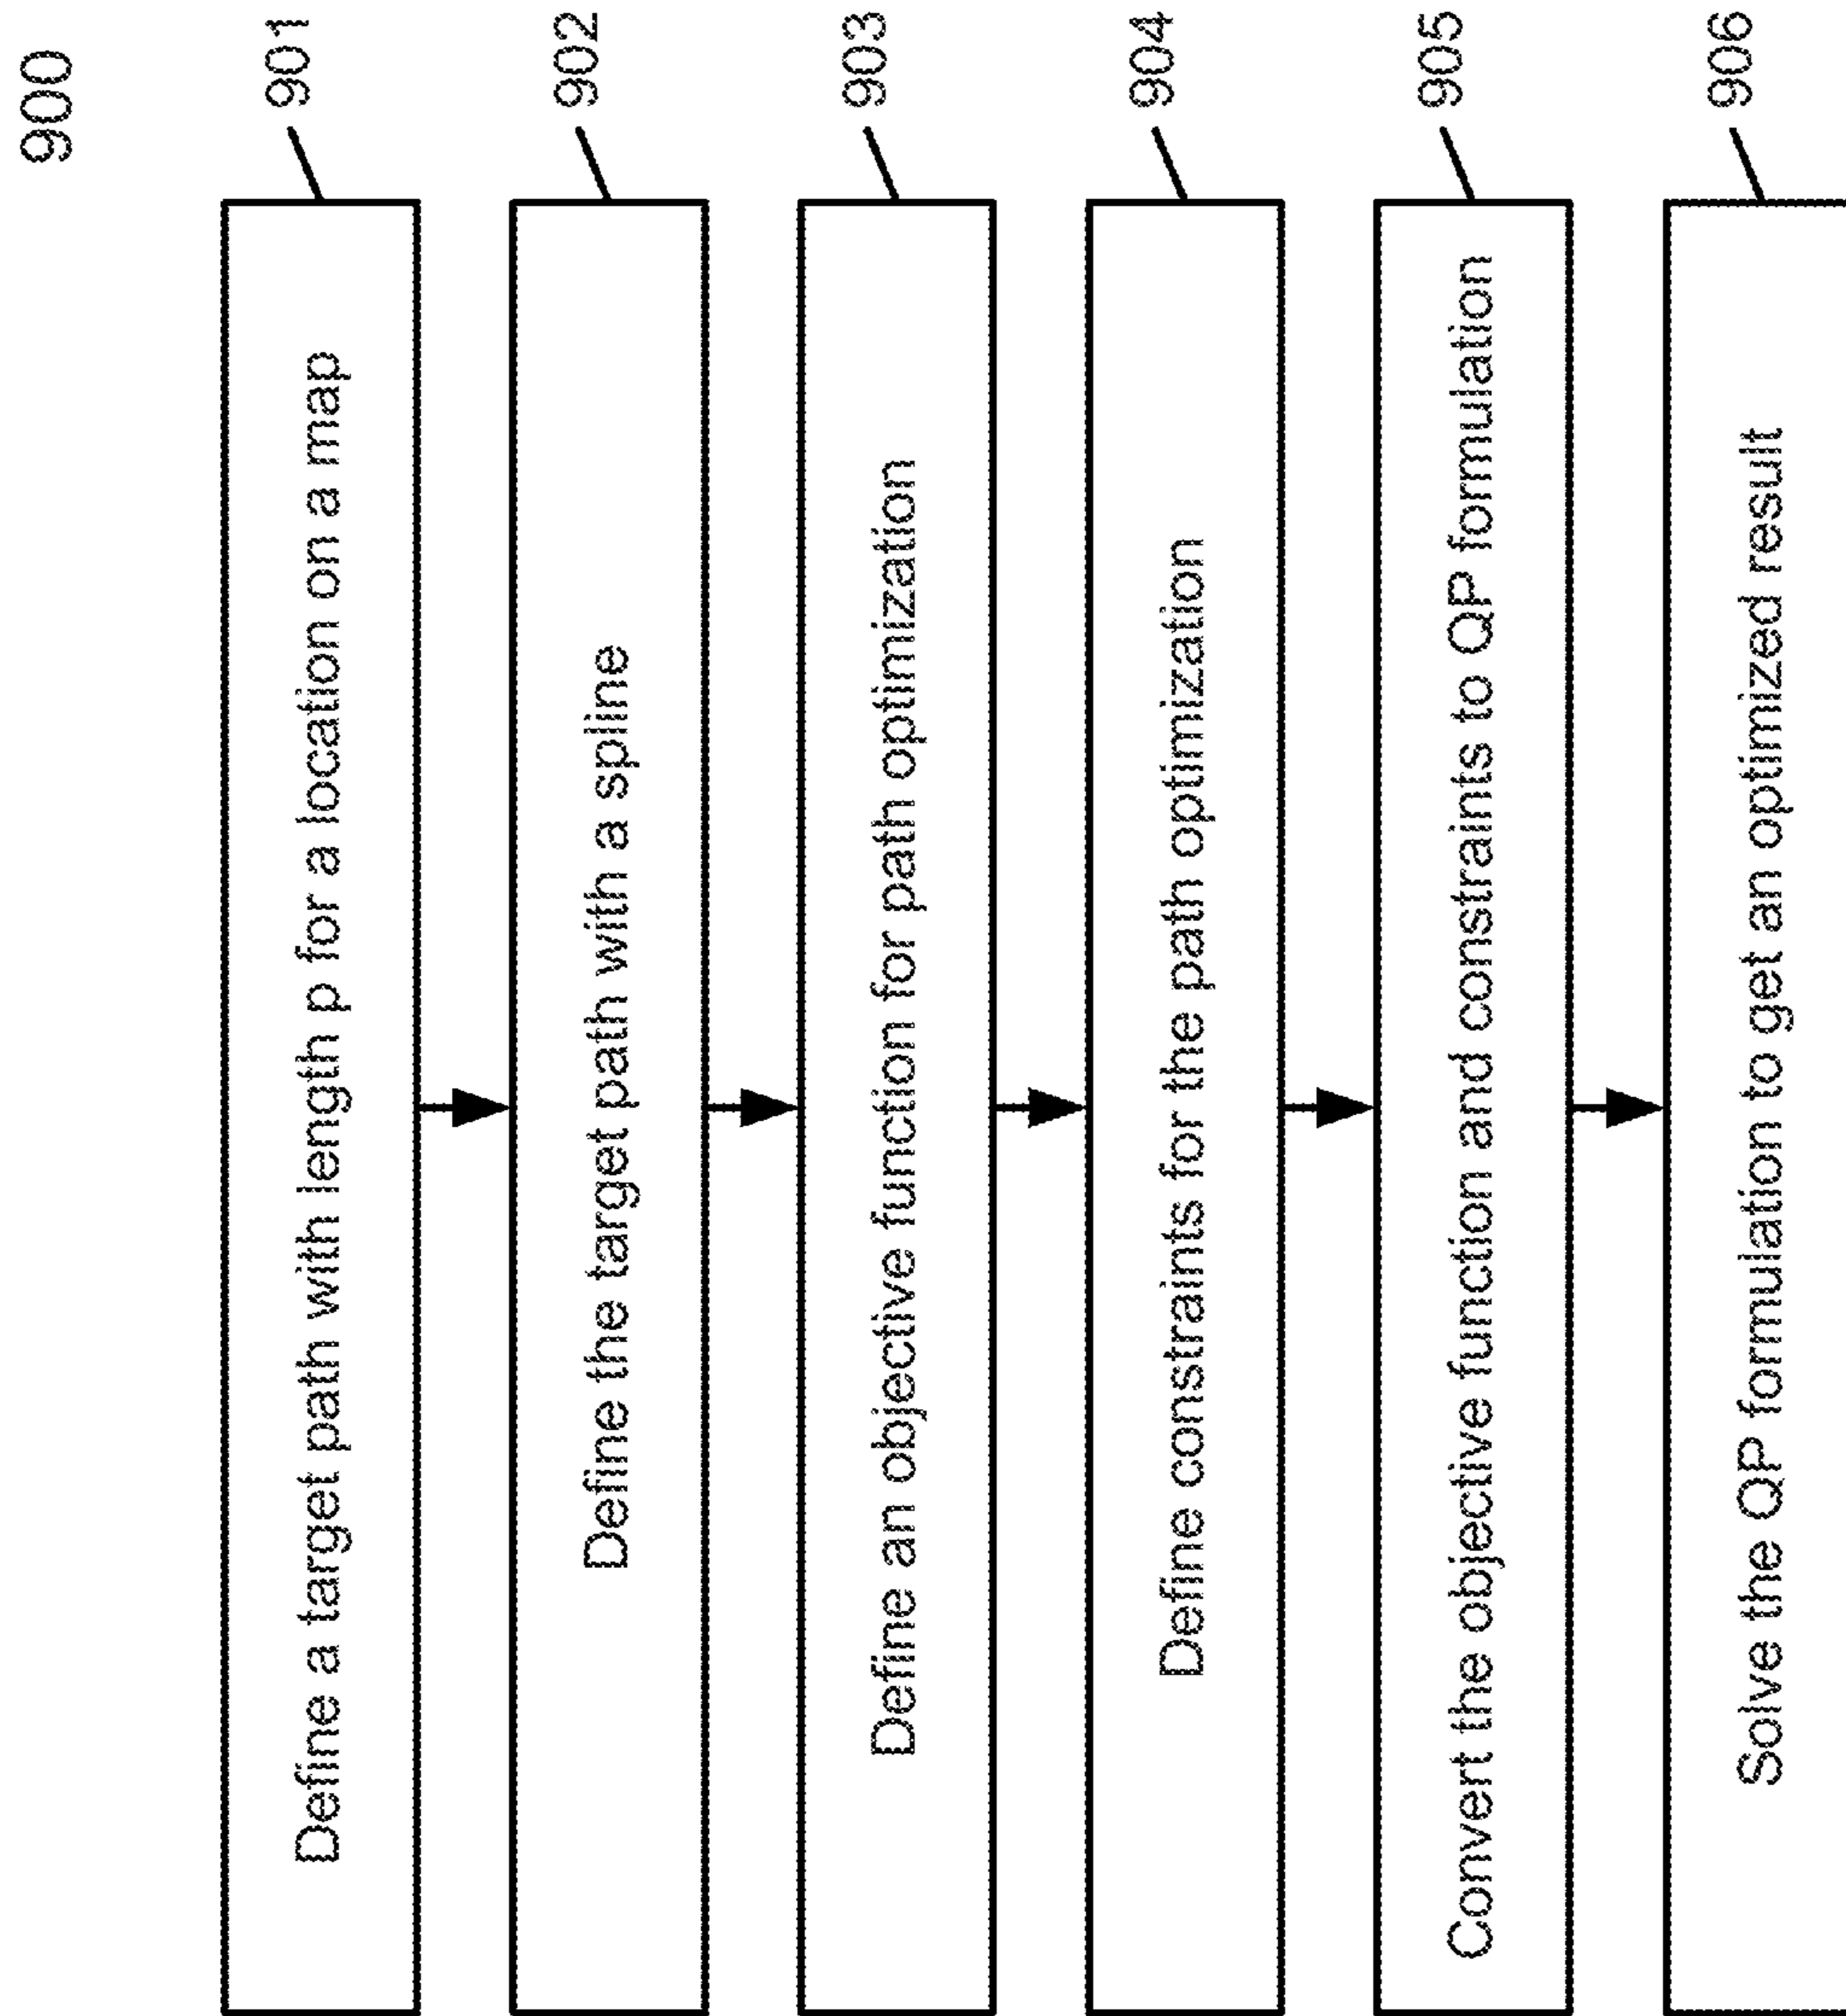 900
Define a target path with length p for a location on a map
901
Define the target path with a spline
902
Define an objective function for path optimization
903
Define constraints for the path optimization
904
Convert the objective function and constraints to QP formulation
905
Solve the QP formulation to get an optimized result
906